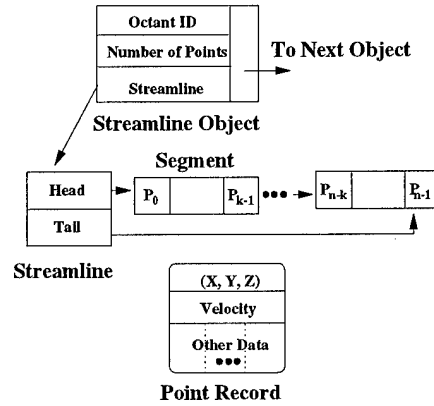 Octant ID
Number of Points
Streamline
To Next Object
Streamline Object
Segment
Head
Tail
P0
Pk-1
•••
Pn-k
Pn-1
Streamline
(X, Y, Z)
Velocity
Other Data
•••
Point Record